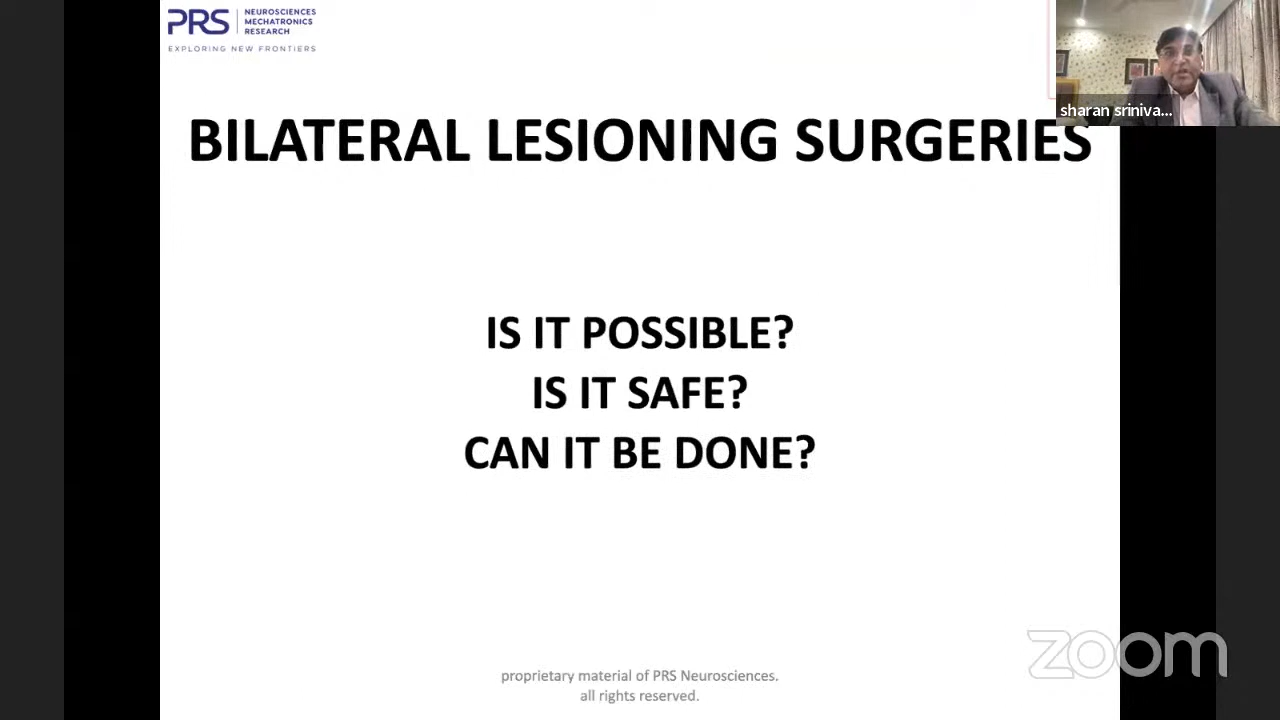 PRS
NEUROSCIENCES
MECHATRONICS
RESEARCH
EXPLORING NEW FRONTIERS
sharan sriniva...
BILATERAL LESIONING SURGERIES
IS IT POSSIBLE?
IS IT SAFE?
CAN IT BE DONE?
zoom
proprietary material of PRS Neurosciences.
all rights reserved.